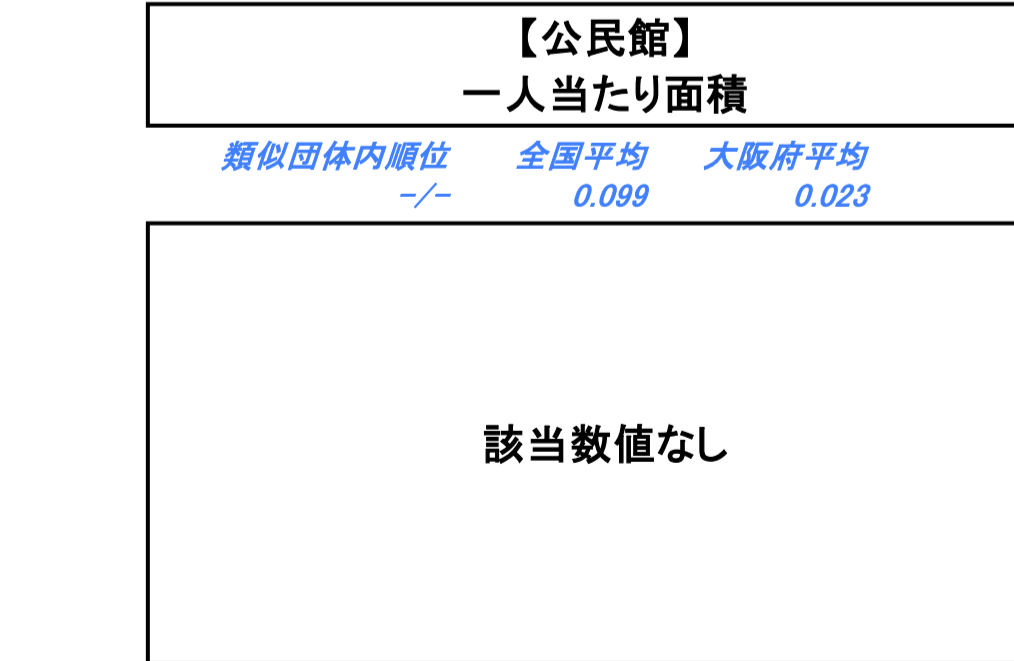 【公民館】
一人当たり面積
類似団体内順位 全国平均 大阪府平均
-/- 0.099 0.023
該当数値なし